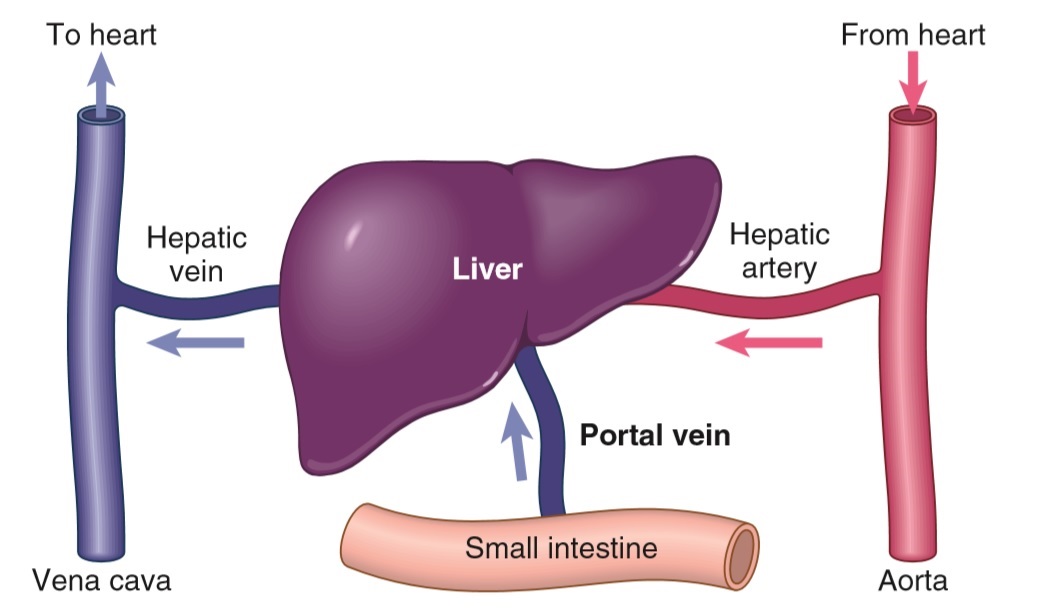 To heart
From heart
Hepatic
vein
Liver
Hepatic
artery
Portal vein
Small intestine
Vena cava
Aorta